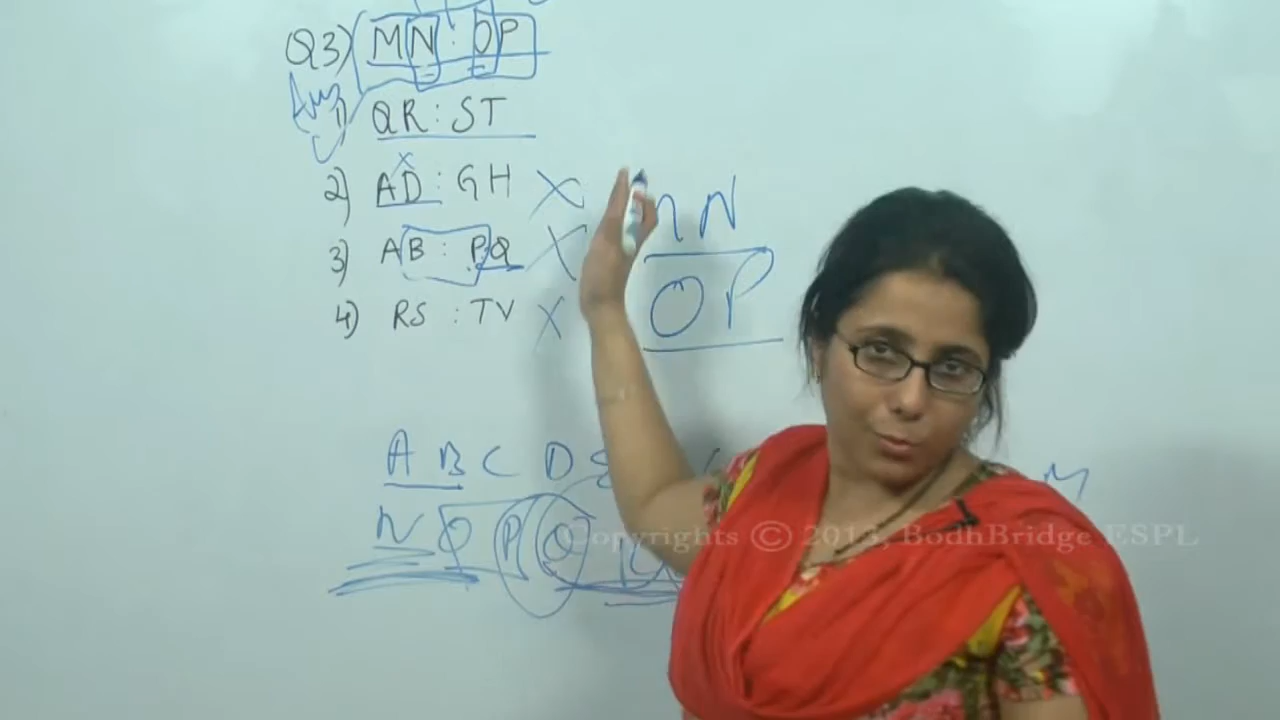 Q3) MN : OP
Ans
1) QR : ST
2) AD : GH X
3) AB : PQ X
4) RS : TV X
N
OP
A B C D E M
N O P Q
Copyrights © 2013, BodhBridge ESPL